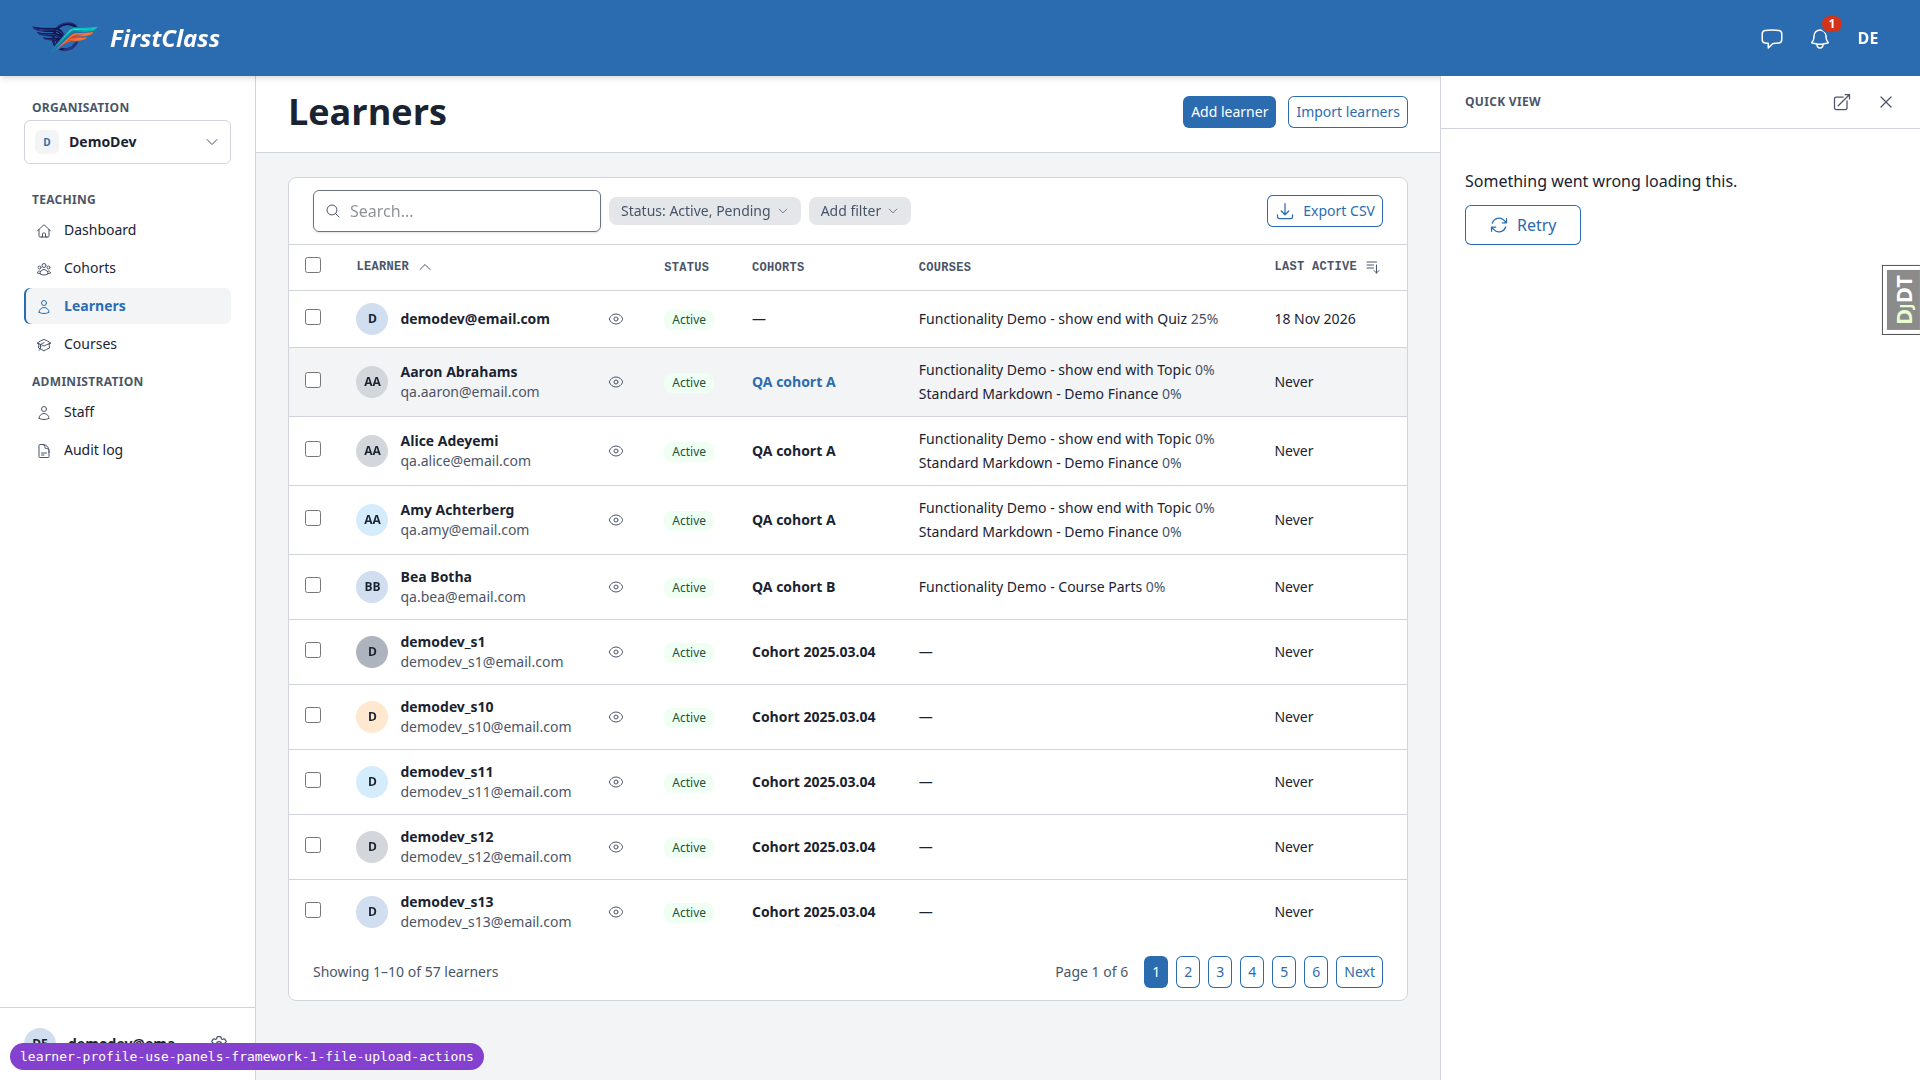 FirstClass
1
DE
ORGANISATION
D DemoDev
TEACHING
Dashboard
Cohorts
Learners
Courses
ADMINISTRATION
Staff
Audit log
Learners
Add learner
Import learners
Search...
Status: Active, Pending
Add filter
Export CSV
LEARNER STATUS COHORTS COURSES LAST ACTIVE
D demodev@email.com Active — Functionality Demo - show end with Quiz 25% 18 Nov 2026
AA Aaron Abrahams
qa.aaron@email.com
Active QA cohort A
Functionality Demo - show end with Topic 0%
Standard Markdown - Demo Finance 0%
Never
AA Alice Adeyemi
qa.alice@email.com
Active QA cohort A
Functionality Demo - show end with Topic 0%
Standard Markdown - Demo Finance 0%
Never
AA Amy Achterberg
qa.amy@email.com
Active QA cohort A
Functionality Demo - show end with Topic 0%
Standard Markdown - Demo Finance 0%
Never
BB Bea Botha
qa.bea@email.com
Active QA cohort B Functionality Demo - Course Parts 0% Never
D demodev_s1
demodev_s1@email.com
Active Cohort 2025.03.04 — Never
D demodev_s10
demodev_s10@email.com
Active Cohort 2025.03.04 — Never
D demodev_s11
demodev_s11@email.com
Active Cohort 2025.03.04 — Never
D demodev_s12
demodev_s12@email.com
Active Cohort 2025.03.04 — Never
D demodev_s13
demodev_s13@email.com
Active Cohort 2025.03.04 — Never
Showing 1–10 of 57 learners
Page 1 of 6 1 2 3 4 5 6 Next
QUICK VIEW
Something went wrong loading this.
Retry
DjDT
DE demodev@ema...
learner-profile-use-panels-framework-1-file-upload-actions